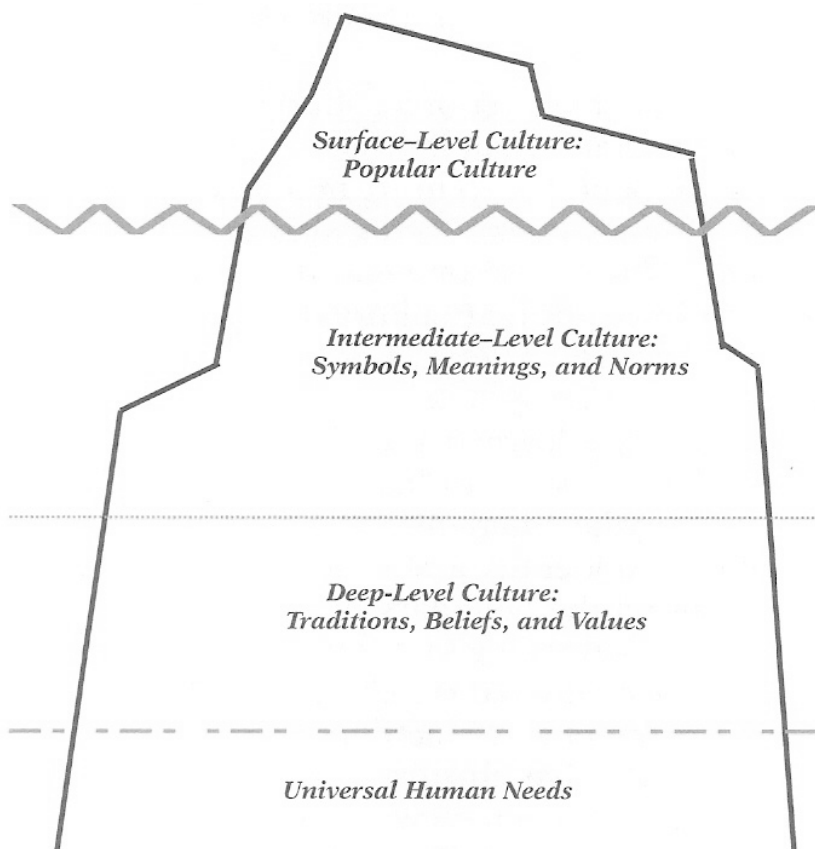 Surface–Level Culture:
Popular Culture
Intermediate–Level Culture:
Symbols, Meanings, and Norms
Deep-Level Culture:
Traditions, Beliefs, and Values
Universal Human Needs